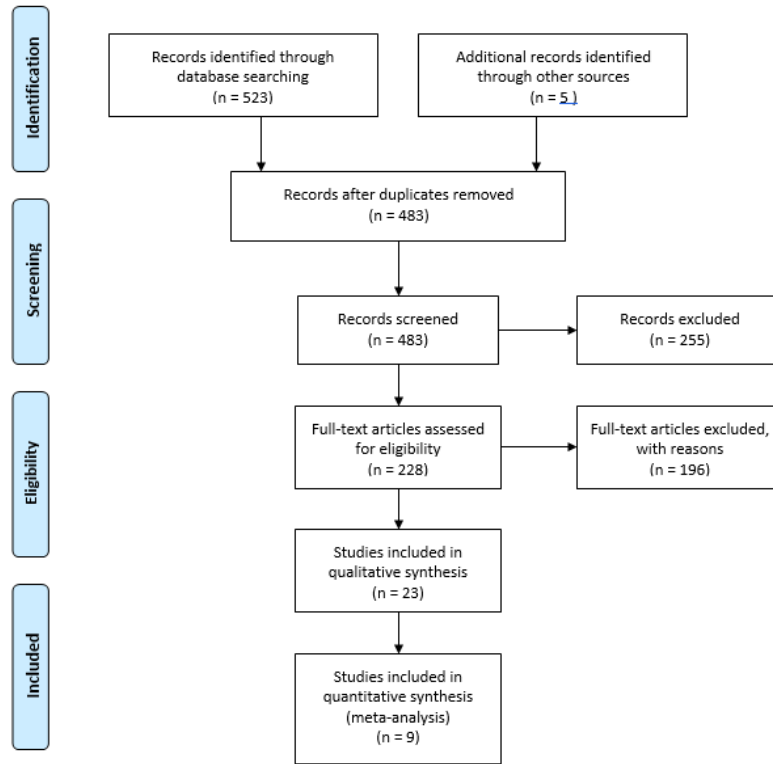 Identification
Records identified through
database searching
(n = 523)
Additional records identified
through other sources
(n = 5 )
Records after duplicates removed
(n = 483)
Screening
Records screened
(n = 483)
Records excluded
(n = 255)
Eligibility
Full-text articles assessed
for eligibility
(n = 228)
Full-text articles excluded,
with reasons
(n = 196)
Studies included in
qualitative synthesis
(n = 23)
Included
Studies included in
quantitative synthesis
(meta-analysis)
(n = 9)